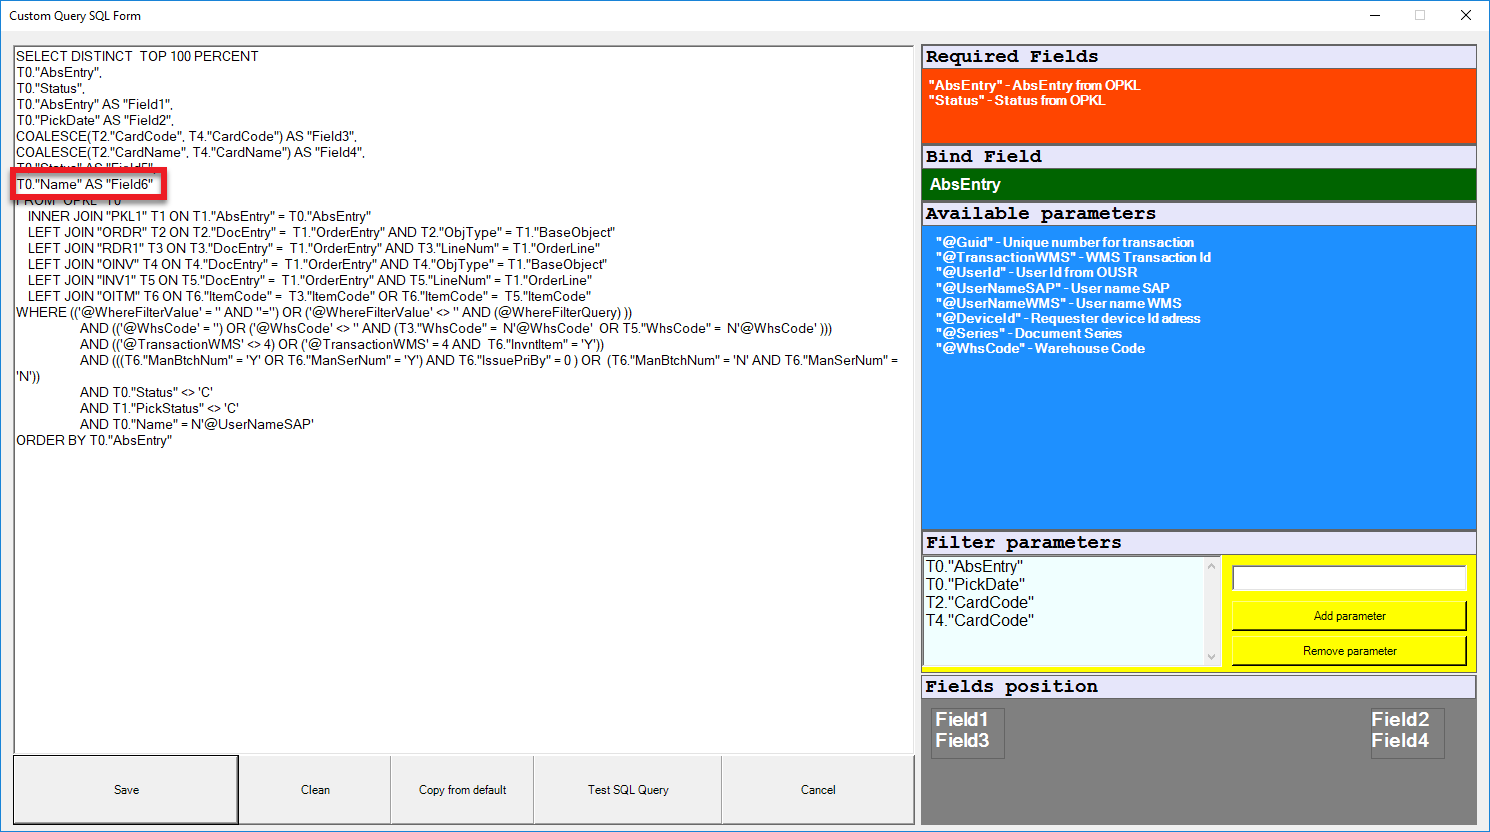 Custom Query SQL Form
SELECT DISTINCT  TOP 100 PERCENT
T0."AbsEntry",
T0."Status",
T0."AbsEntry" AS "Field1",
T0."PickDate" AS "Field2",
COALESCE(T2."CardCode", T4."CardCode") AS "Field3",
COALESCE(T2."CardName", T4."CardName") AS "Field4",
T0."Status" AS "Field5",
T0."Name" AS "Field6"
FROM "OPKL" T0
INNER JOIN "PKL1" T1 ON T1."AbsEntry" = T0."AbsEntry"
LEFT JOIN "ORDR" T2 ON T2."DocEntry" =  T1."OrderEntry" AND T2."ObjType" = T1."BaseObject"
LEFT JOIN "RDR1" T3 ON T3."DocEntry" =  T1."OrderEntry" AND T3."LineNum" = T1."OrderLine"
LEFT JOIN "OINV" T4 ON T4."DocEntry" =  T1."OrderEntry" AND T4."ObjType" = T1."BaseObject"
LEFT JOIN "INV1" T5 ON T5."DocEntry" =  T1."OrderEntry" AND T5."LineNum" = T1."OrderLine"
LEFT JOIN "OITM" T6 ON T6."ItemCode" =  T3."ItemCode" OR T6."ItemCode" =  T5."ItemCode"
WHERE (('@WhereFilterValue' = '' AND ''='') OR ('@WhereFilterValue' <> '' AND (@WhereFilterQuery) ))
AND (('@WhsCode' = '') OR ('@WhsCode' <> '' AND (T3."WhsCode" =  N'@WhsCode'  OR T5."WhsCode" =  N'@WhsCode' )))
AND (('@TransactionWMS' <> 4) OR ('@TransactionWMS' = 4 AND  T6."InvntItem" = 'Y'))
AND (((T6."ManBtchNum" = 'Y' OR T6."ManSerNum" = 'Y') AND T6."IssuePriBy" = 0 ) OR  (T6."ManBtchNum" = 'N' AND T6."ManSerNum" =
'N'))
AND T0."Status" <> 'C'
AND T1."PickStatus" <> 'C'
AND T0."Name" = N'@UserNameSAP'
ORDER BY T0."AbsEntry"
Save
Clean
Copy from default
Test SQL Query
Cancel
Required Fields
"AbsEntry" - AbsEntry from OPKL
"Status" - Status from OPKL
Bind Field
AbsEntry
Available parameters
"@Guid" - Unique number for transaction
"@TransactionWMS" - WMS Transaction Id
"@UserId" - User Id from OUSR
"@UserNameSAP" - User name SAP
"@UserNameWMS" - User name WMS
"@DeviceId" - Requester device Id adress
"@Series" - Document Series
"@WhsCode" - Warehouse Code
Filter parameters
T0."AbsEntry"
T0."PickDate"
T2."CardCode"
T4."CardCode"
Add parameter
Remove parameter
Fields position
Field1 Field2
Field3 Field4